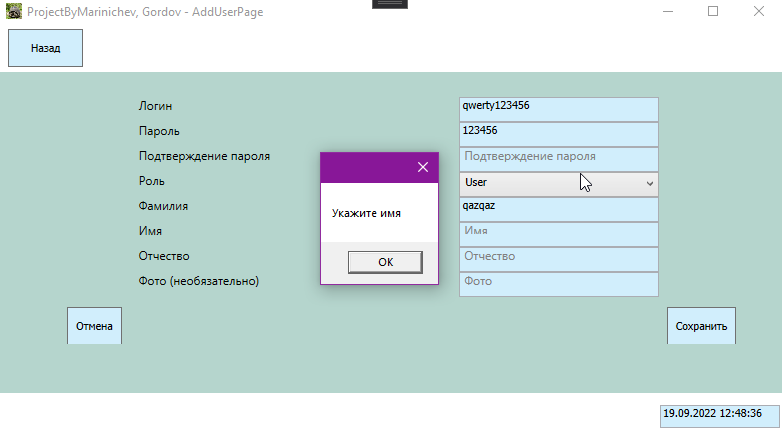 ProjectByMarinichev, Gordov - AddUserPage
Назад
Логин qwerty123456
Пароль 123456
Подтверждение пароля Подтверждение пароля
Роль User
Фамилия qazqaz
Укажите имя
Имя Имя
Отчество Отчество
OK
Фото (необязательно) Фото
Отмена Сохранить
19.09.2022 12:48:36